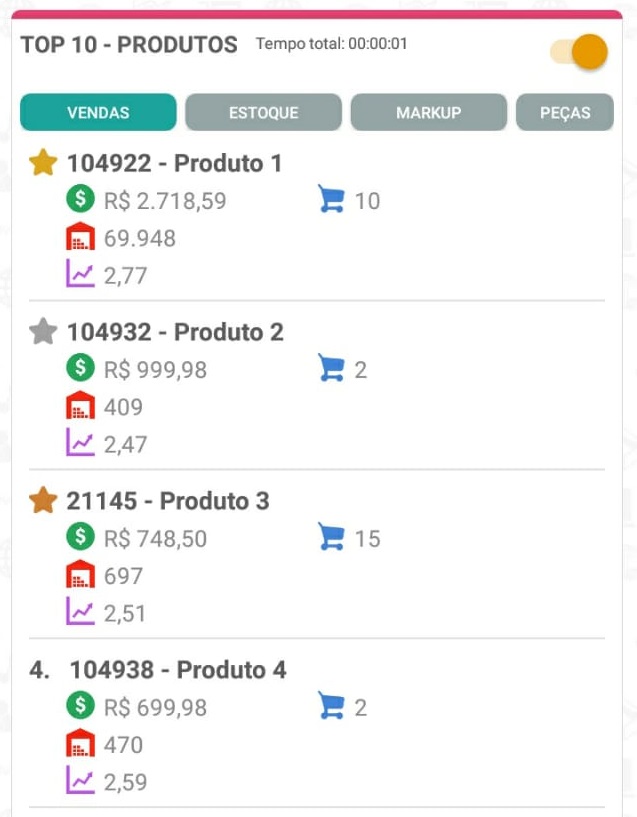 TOP 10 - PRODUTOS Tempo total: 00:00:01
VENDAS ESTOQUE MARKUP PEÇAS
104922 - Produto 1
$ R$ 2.718,59 10
69.948
2,77
104932 - Produto 2
$ R$ 999,98 2
409
2,47
21145 - Produto 3
$ R$ 748,50 15
697
2,51
4. 104938 - Produto 4
$ R$ 699,98 2
470
2,59